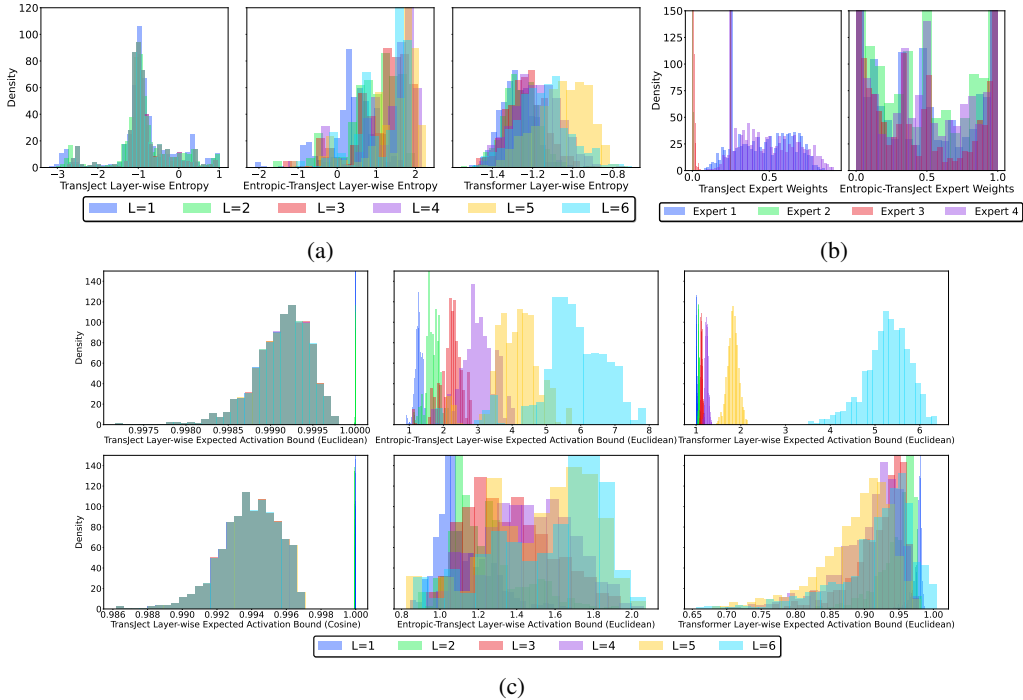 120
100
80
60
40
20
0
Density
−3 −2 −1 0 1
TransJect Layer-wise Entropy
−2 −1 0 1 2
Entropic-TransJect Layer-wise Entropy
−1.4 −1.2 −1.0 −0.8
Transformer Layer-wise Entropy
L=1 L=2 L=3 L=4 L=5 L=6
(a)
150
125
100
75
50
25
0
Density
0.0 0.5
TransJect Expert Weights
0.0 0.5 1.0
Entropic-TransJect Expert Weights
Expert 1 Expert 2 Expert 3 Expert 4
(b)
140
120
100
80
60
40
20
0
Density
0.9975 0.9980 0.9985 0.9990 0.9995 1.0000
TransJect Layer-wise Expected Activation Bound (Euclidean)
1 2 3 4 5 6 7 8
Entropic-TransJect Layer-wise Expected Activation Bound (Euclidean)
1 2 3 4 5 6
Transformer Layer-wise Expected Activation Bound (Euclidean)
140
120
100
80
60
40
20
0
Density
0.986 0.988 0.990 0.992 0.994 0.996 0.998 1.000
TransJect Layer-wise Expected Activation Bound (Cosine)
0.8 1.0 1.2 1.4 1.6 1.8 2.0
Entropic-TransJect Layer-wise Activation Bound (Euclidean)
0.65 0.70 0.75 0.80 0.85 0.90 0.95 1.00
Transformer Layer-wise Expected Activation Bound (Euclidean)
L=1 L=2 L=3 L=4 L=5 L=6
(c)